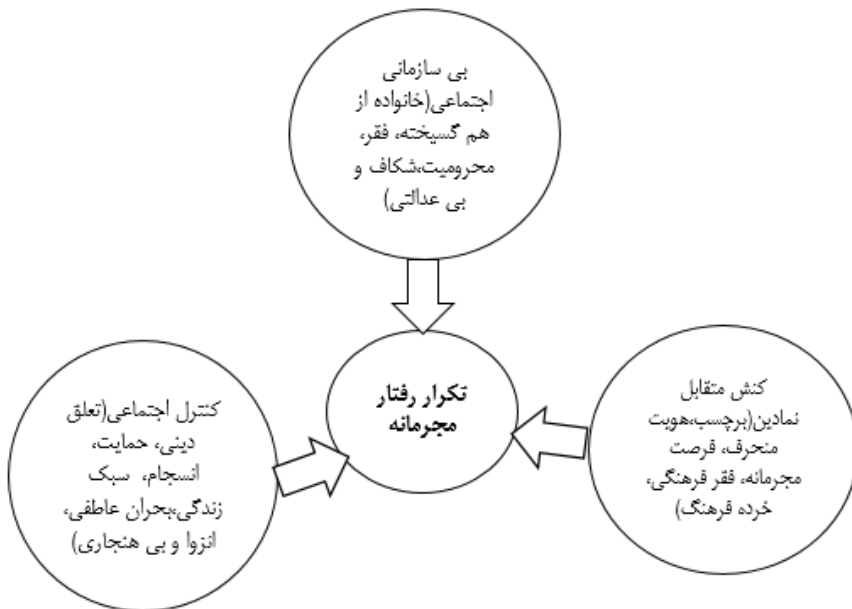 بی سازمانی
اجتماعی(خانواده از
هم گسیخته، فقر،
محرومیت،شکاف و
بی عدالتی)
تکرار رفتار
مجرمانه
کنش متقابل
نمادین(برچسب،هویت
منحرف، فرصت
مجرمانه، فقر فرهنگی،
خرده فرهنگ)
کنترل اجتماعی(تعلق
دینی، حمایت،
انسجام، سبک
زندگی،بحران عاطفی،
انزوا و بی هنجاری)